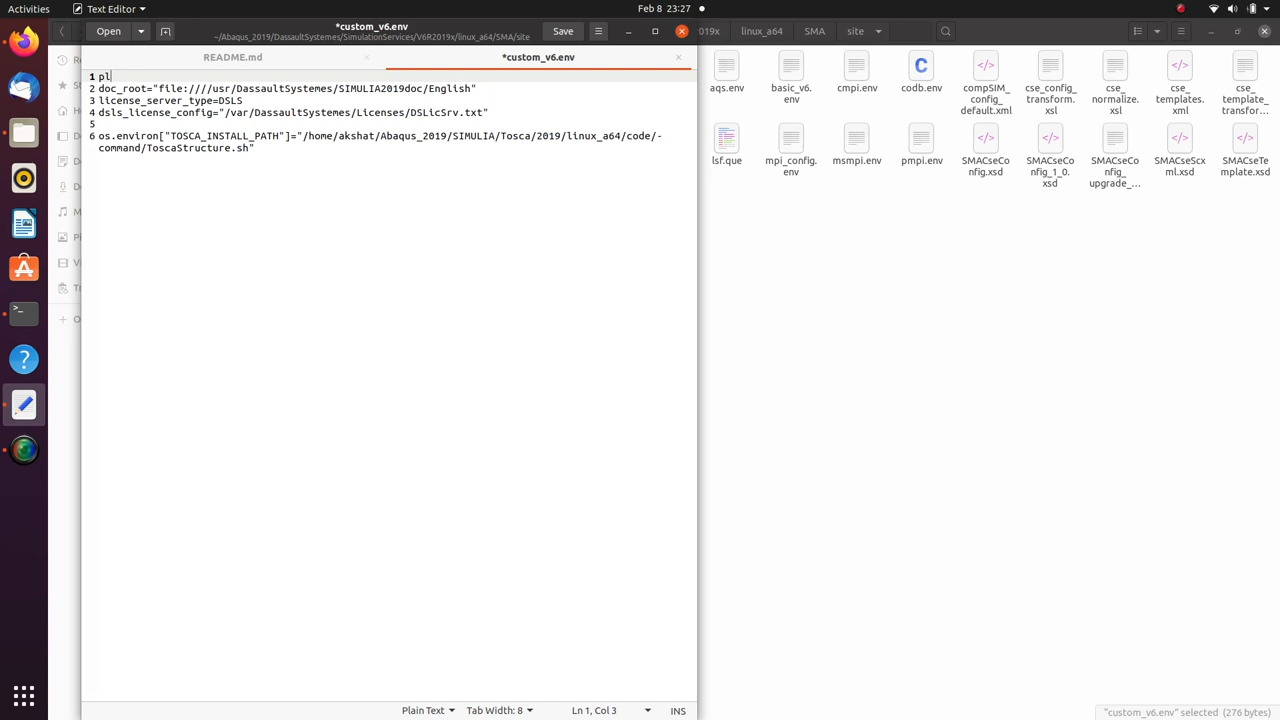 Activities
Text Editor
Feb 8 23:27
Open
*custom_v6.env
~/Abaqus_2019/DassaultSystemes/SimulationServices/V6R2019x/linux_a64/SMA/site
Save
019x
linux_a64
SMA
site
README.md
*custom_v6.env
1 pl
2 doc_root="file:////usr/DassaultSystemes/SIMULIA2019doc/English"
3 license_server_type=DSLS
4 dsls_license_config="/var/DassaultSystemes/Licenses/DSLicSrv.txt"
5
6 os.environ["TOSCA_INSTALL_PATH"]="/home/akshat/Abaqus_2019/SIMULIA/Tosca/2019/linux_a64/code/-
command/ToscaStructure.sh"
aqs.env
basic_v6.
env
cmpi.env
codb.env
compSIM_
config_
default.xml
cse_config_
transform.
xsl
cse_
normalize.
xsl
cse_
templates.
xml
cse_
template_
transfor...
lsf.que
mpi_config.
env
msmpi.env
pmpi.env
SMACseCo
nfig.xsd
SMACseCo
nfig_1_0.
xsd
SMACseCo
nfig_
upgrade_...
SMACseScx
ml.xsd
SMACseTe
mplate.xsd
Plain Text
Tab Width: 8
Ln 1, Col 3
INS
"custom_v6.env" selected (276 bytes)